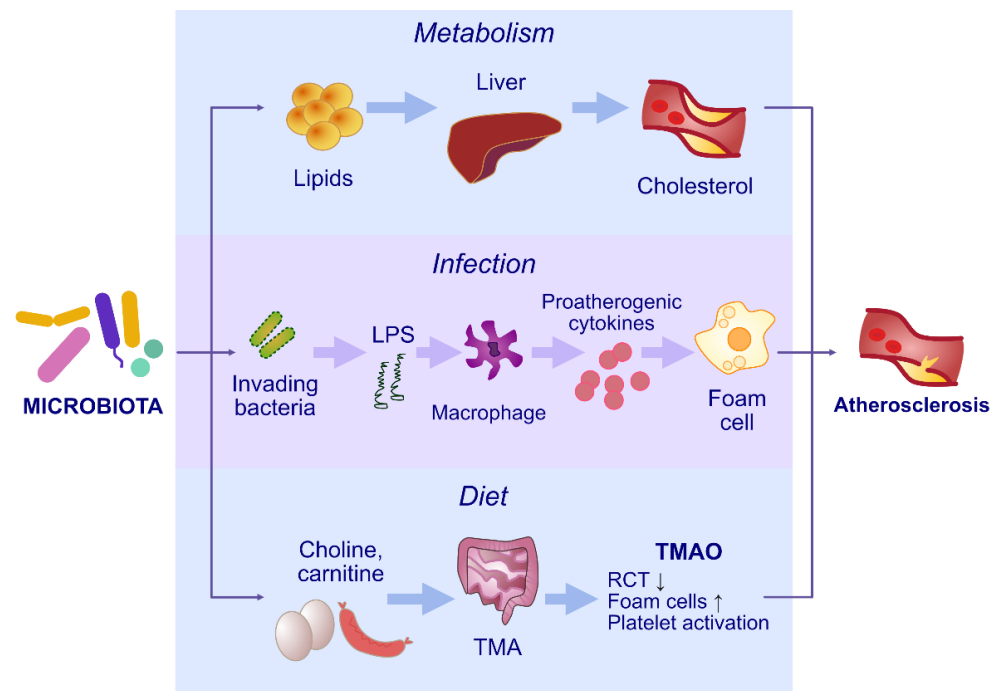 Metabolism
Liver
Lipids
Cholesterol
Infection
Proatherogenic
cytokines
LPS
Invading
bacteria
Macrophage
Foam
cell
MICROBIOTA
Atherosclerosis
Diet
Choline,
carnitine
TMA
TMAO
RCT ↓
Foam cells ↑
Platelet activation